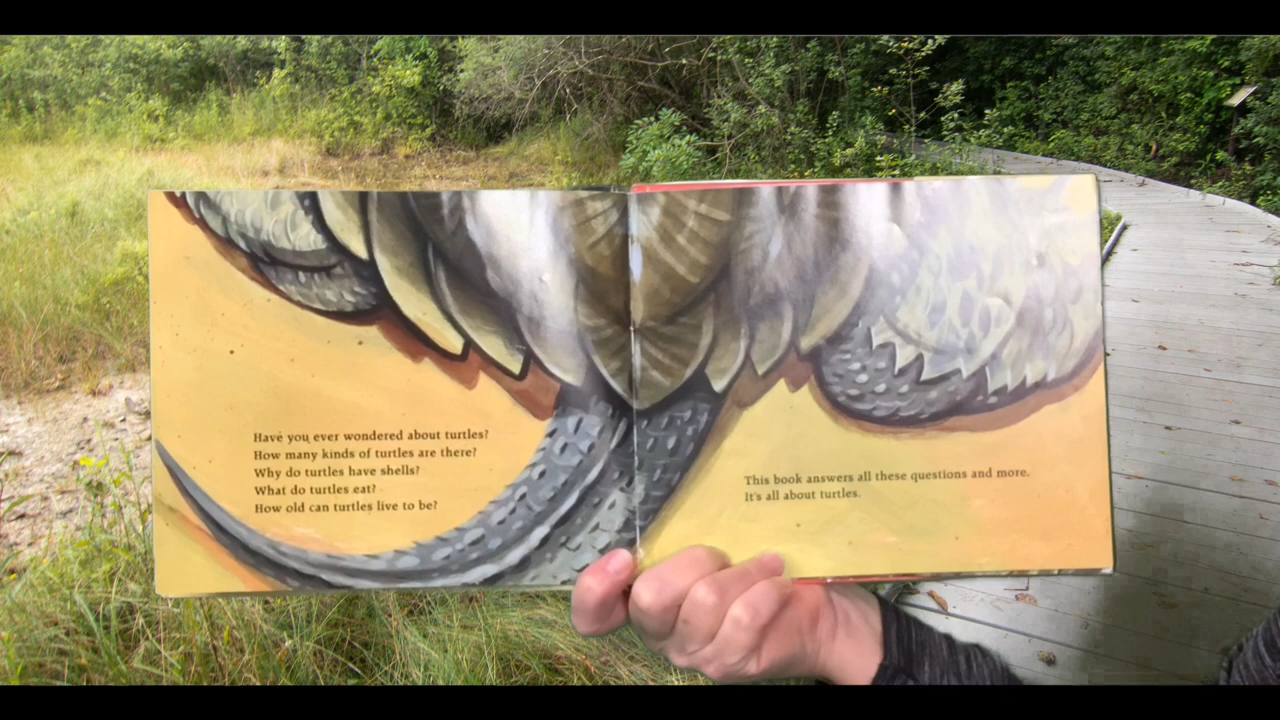 Have you ever wondered about turtles?
How many kinds of turtles are there?
Why do turtles have shells?
What do turtles eat?
How old can turtles live to be?
This book answers all these questions and more.
It's all about turtles.